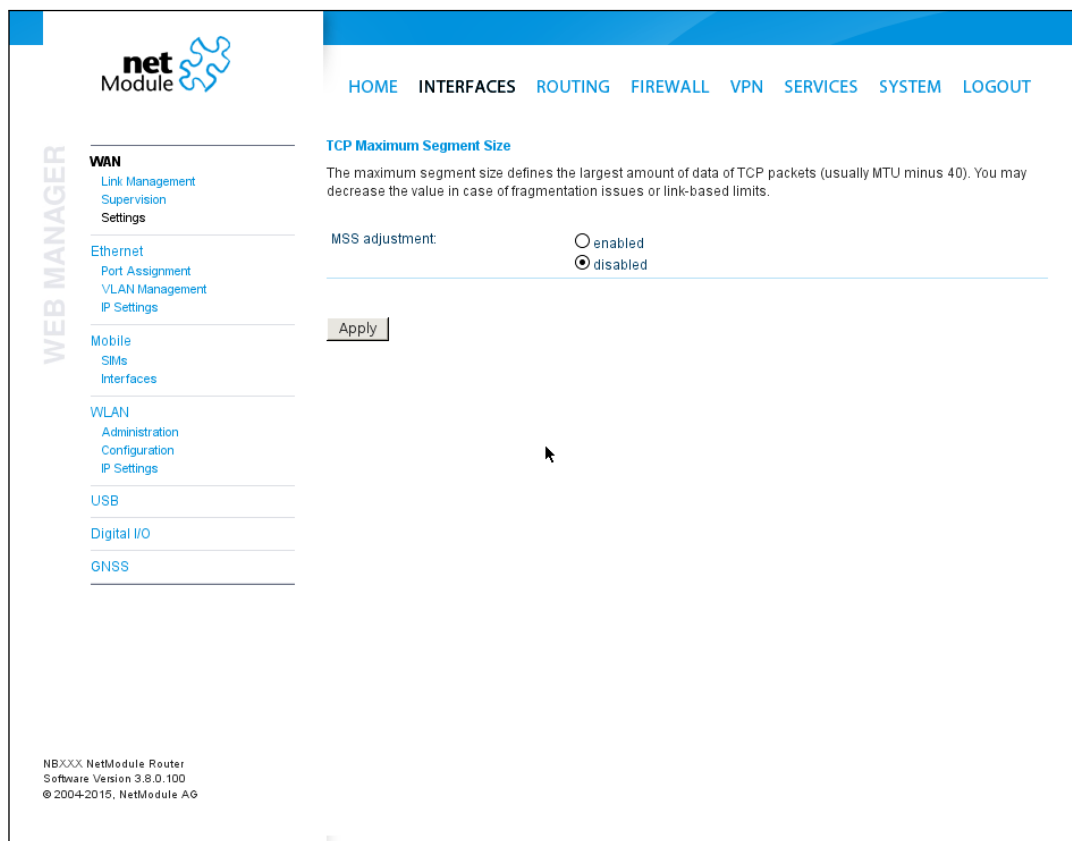 net
Module
HOME INTERFACES ROUTING FIREWALL VPN SERVICES SYSTEM LOGOUT
WEB MANAGER
WAN
Link Management
Supervision
Settings
Ethernet
Port Assignment
VLAN Management
IP Settings
Mobile
SIMs
Interfaces
WLAN
Administration
Configuration
IP Settings
USB
Digital I/O
GNSS
TCP Maximum Segment Size
The maximum segment size defines the largest amount of data of TCP packets (usually MTU minus 40). You may
decrease the value in case of fragmentation issues or link-based limits.
MSS adjustment:
enabled
disabled
Apply
NBXXX NetModule Router
Software Version 3.8.0.100
© 2004-2015, NetModule AG